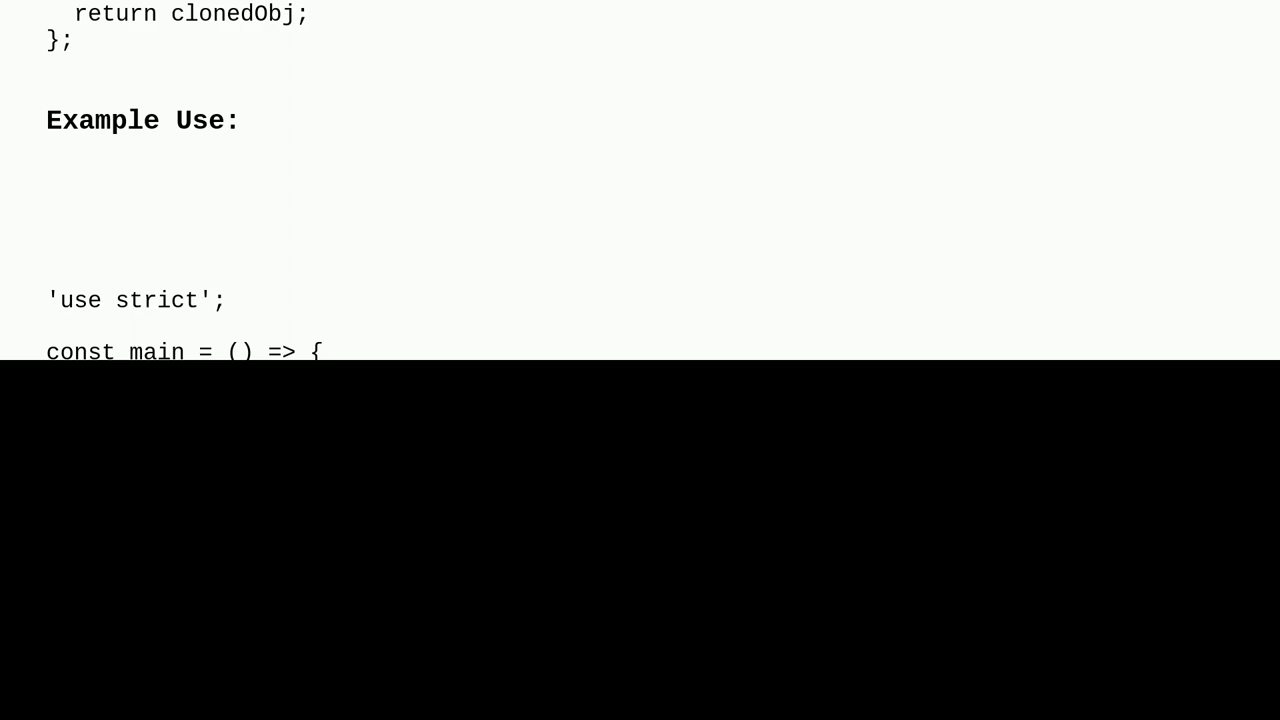 return clonedObj;
};
Example Use:
'use strict';
const main = () => {